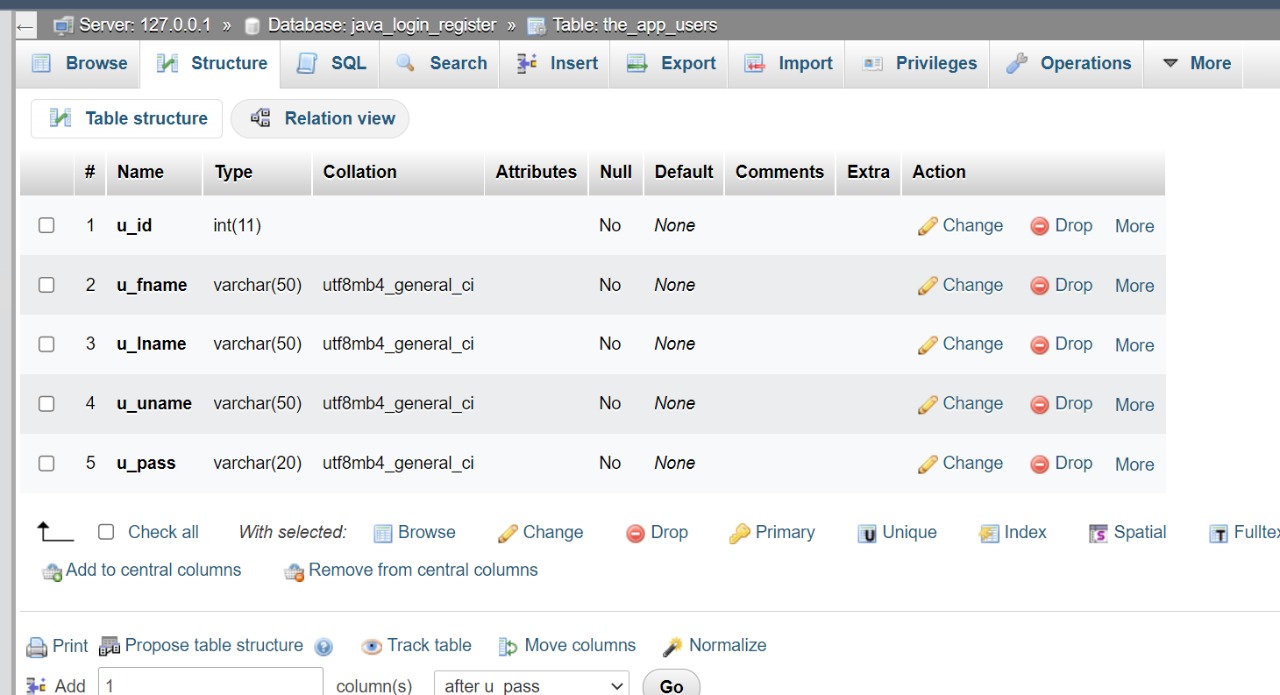 ← Server: 127.0.0.1 » Database: java_login_register » Table: the_app_users
Browse Structure SQL Search Insert Export Import Privileges Operations More
Table structure Relation view
# Name Type Collation Attributes Null Default Comments Extra Action
1 u_id int(11) No None Change Drop More
2 u_fname varchar(50) utf8mb4_general_ci No None Change Drop More
3 u_lname varchar(50) utf8mb4_general_ci No None Change Drop More
4 u_uname varchar(50) utf8mb4_general_ci No None Change Drop More
5 u_pass varchar(20) utf8mb4_general_ci No None Change Drop More
Check all With selected: Browse Change Drop Primary U Unique Index S Spatial T Fulltex
Add to central columns Remove from central columns
Print Propose table structure Track table Move columns Normalize
Add 1 column(s) after u_pass Go